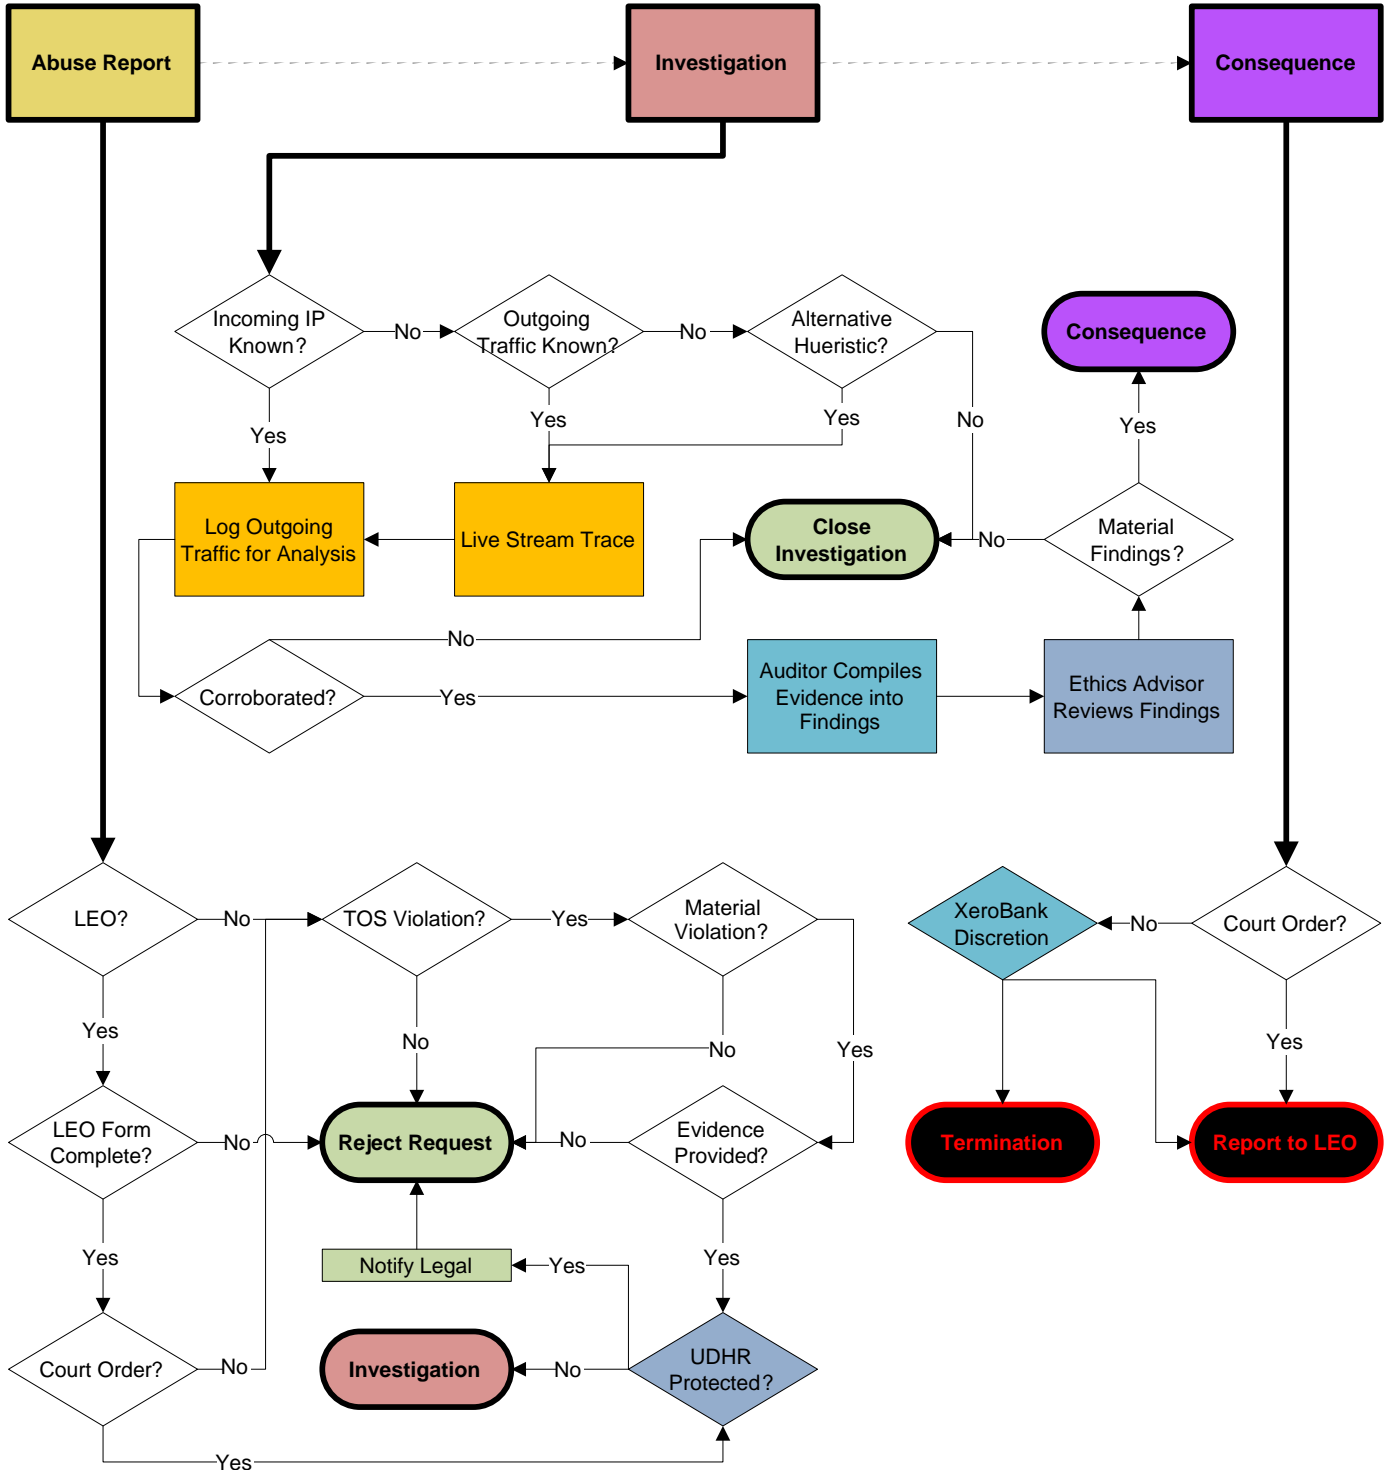 Abuse Report
Investigation
Consequence
Incoming IP
Known?
No
Outgoing
Traffic Known?
No
Alternative
Hueristic?
Consequence
Yes
Yes
Yes
No
Yes
Log Outgoing
Traffic for Analysis
Live Stream Trace
Close
Investigation
No
Material
Findings?
No
Corroborated?
Yes
Auditor Compiles
Evidence into
Findings
Ethics Advisor
Reviews Findings
LEO?
No
TOS Violation?
Yes
Material
Violation?
XeroBank
Discretion
No
Court Order?
Yes
No
No
Yes
Yes
LEO Form
Complete?
No
Reject Request
No
Evidence
Provided?
Termination
Report to LEO
Yes
Notify Legal
Yes
Yes
Court Order?
No
Investigation
No
UDHR
Protected?
Yes